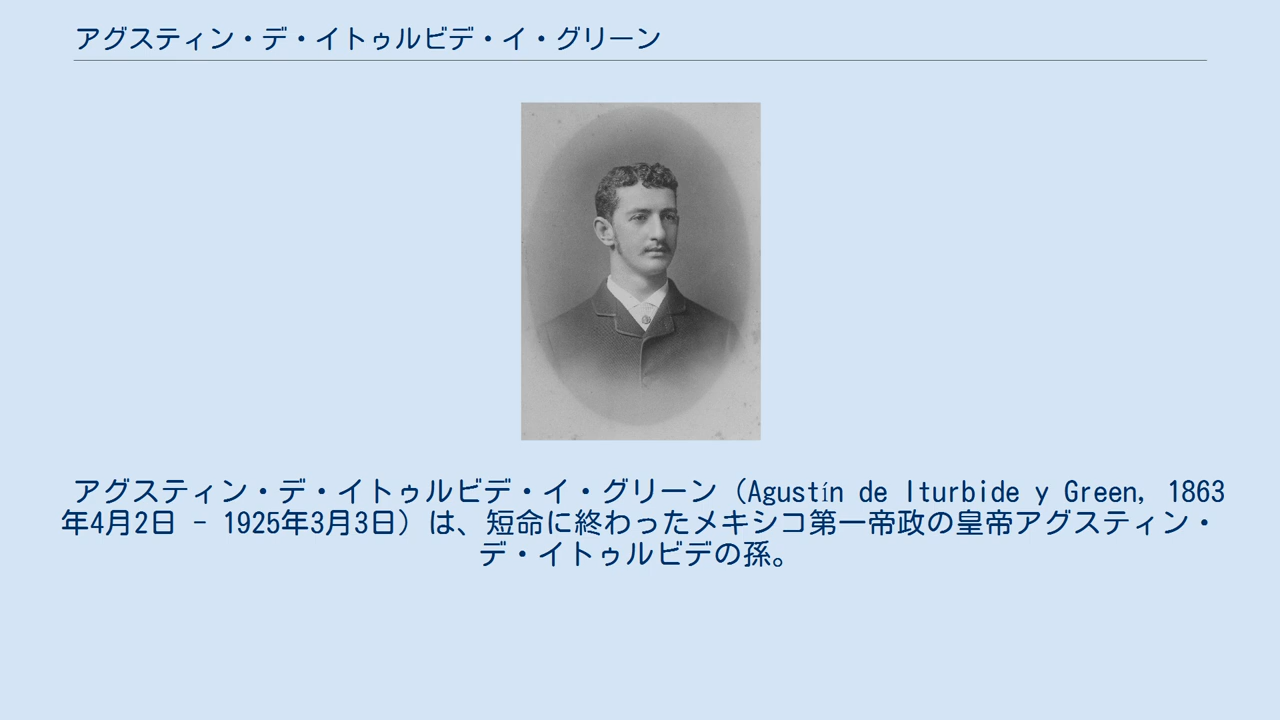 アグスティン・デ・イトゥルビデ・イ・グリーン
アグスティン・デ・イトゥルビデ・イ・グリーン（Agustín de Iturbide y Green, 1863
年4月2日 - 1925年3月3日）は、短命に終わったメキシコ第一帝政の皇帝アグスティン・
デ・イトゥルビデの孫。